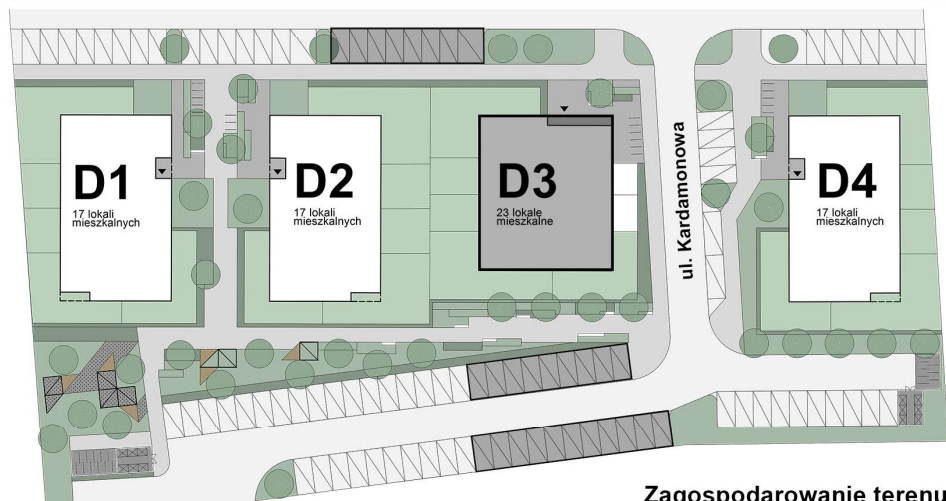 D1
17 lokali
mieszkalnych
D2
17 lokali
mieszkalnych
D3
23 lokale
mieszkalne
ul. Kardamonowa
D4
17 lokali
mieszkalnych
Zagospodarowanie terenu